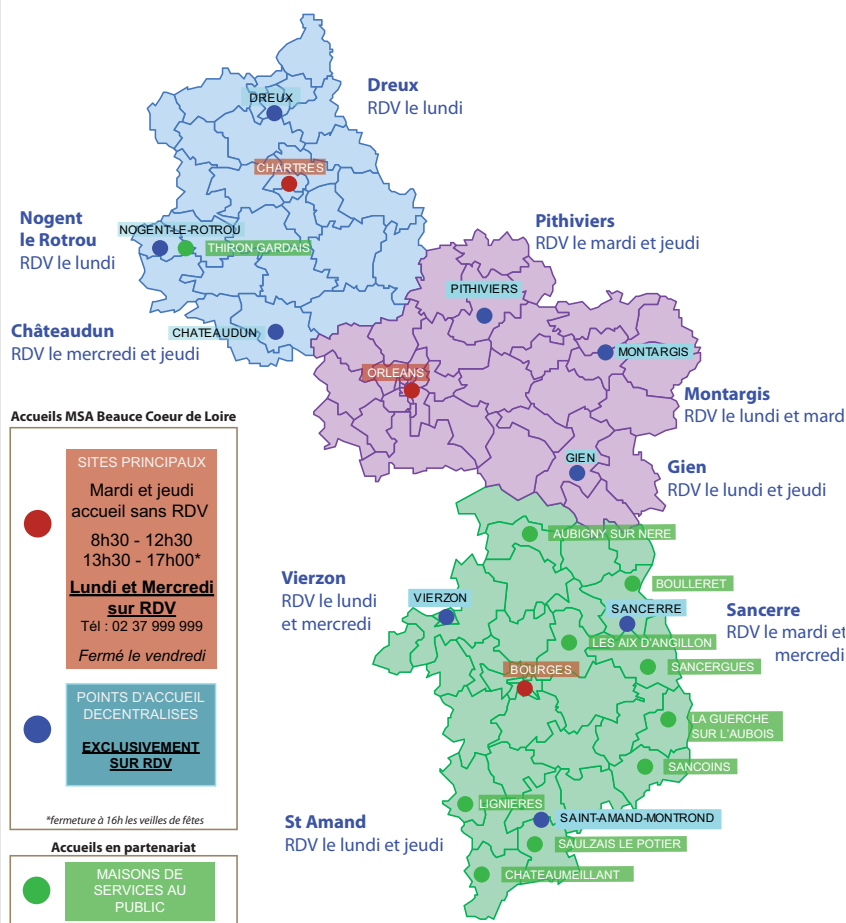 Dreux
RDV le lundi
DREUX
CHARTRES
Nogent
le Rotrou
RDV le lundi
NOGENT-LE-ROTROU
THIRON GARDAIS
Pithiviers
RDV le mardi et jeudi
PITHIVIERS
Châteaudun
RDV le mercredi et jeudi
CHATEAUDUN
MONTARGIS
ORLEANS
Montargis
RDV le lundi et mard
GIEN
Gien
RDV le lundi et jeudi
Accueils MSA Beauce Coeur de Loire
SITES PRINCIPAUX
Mardi et jeudi
accueil sans RDV
8h30 - 12h30
13h30 - 17h00*
Lundi et Mercredi
sur RDV
Tél : 02 37 999 999
Fermé le vendredi
POINTS D'ACCUEIL
DECENTRALISES
EXCLUSIVEMENT
SUR RDV
*fermeture à 16h les veilles de fêtes
Accueils en partenariat
MAISONS DE
SERVICES AU
PUBLIC
AUBIGNY SUR NERE
BOULLERET
Vierzon
RDV le lundi
et mercredi
VIERZON
SANCERRE
Sancerre
RDV le mardi et
mercredi
LES AIX D'ANGILLON
SANCERGUES
BOURGES
LA GUERCHE
SUR L'AUBOIS
SANCOINS
LIGNIERES
St Amand
RDV le lundi et jeudi
SAINT-AMAND-MONTROND
SAULZAIS LE POTIER
CHATEAUMEILLANT